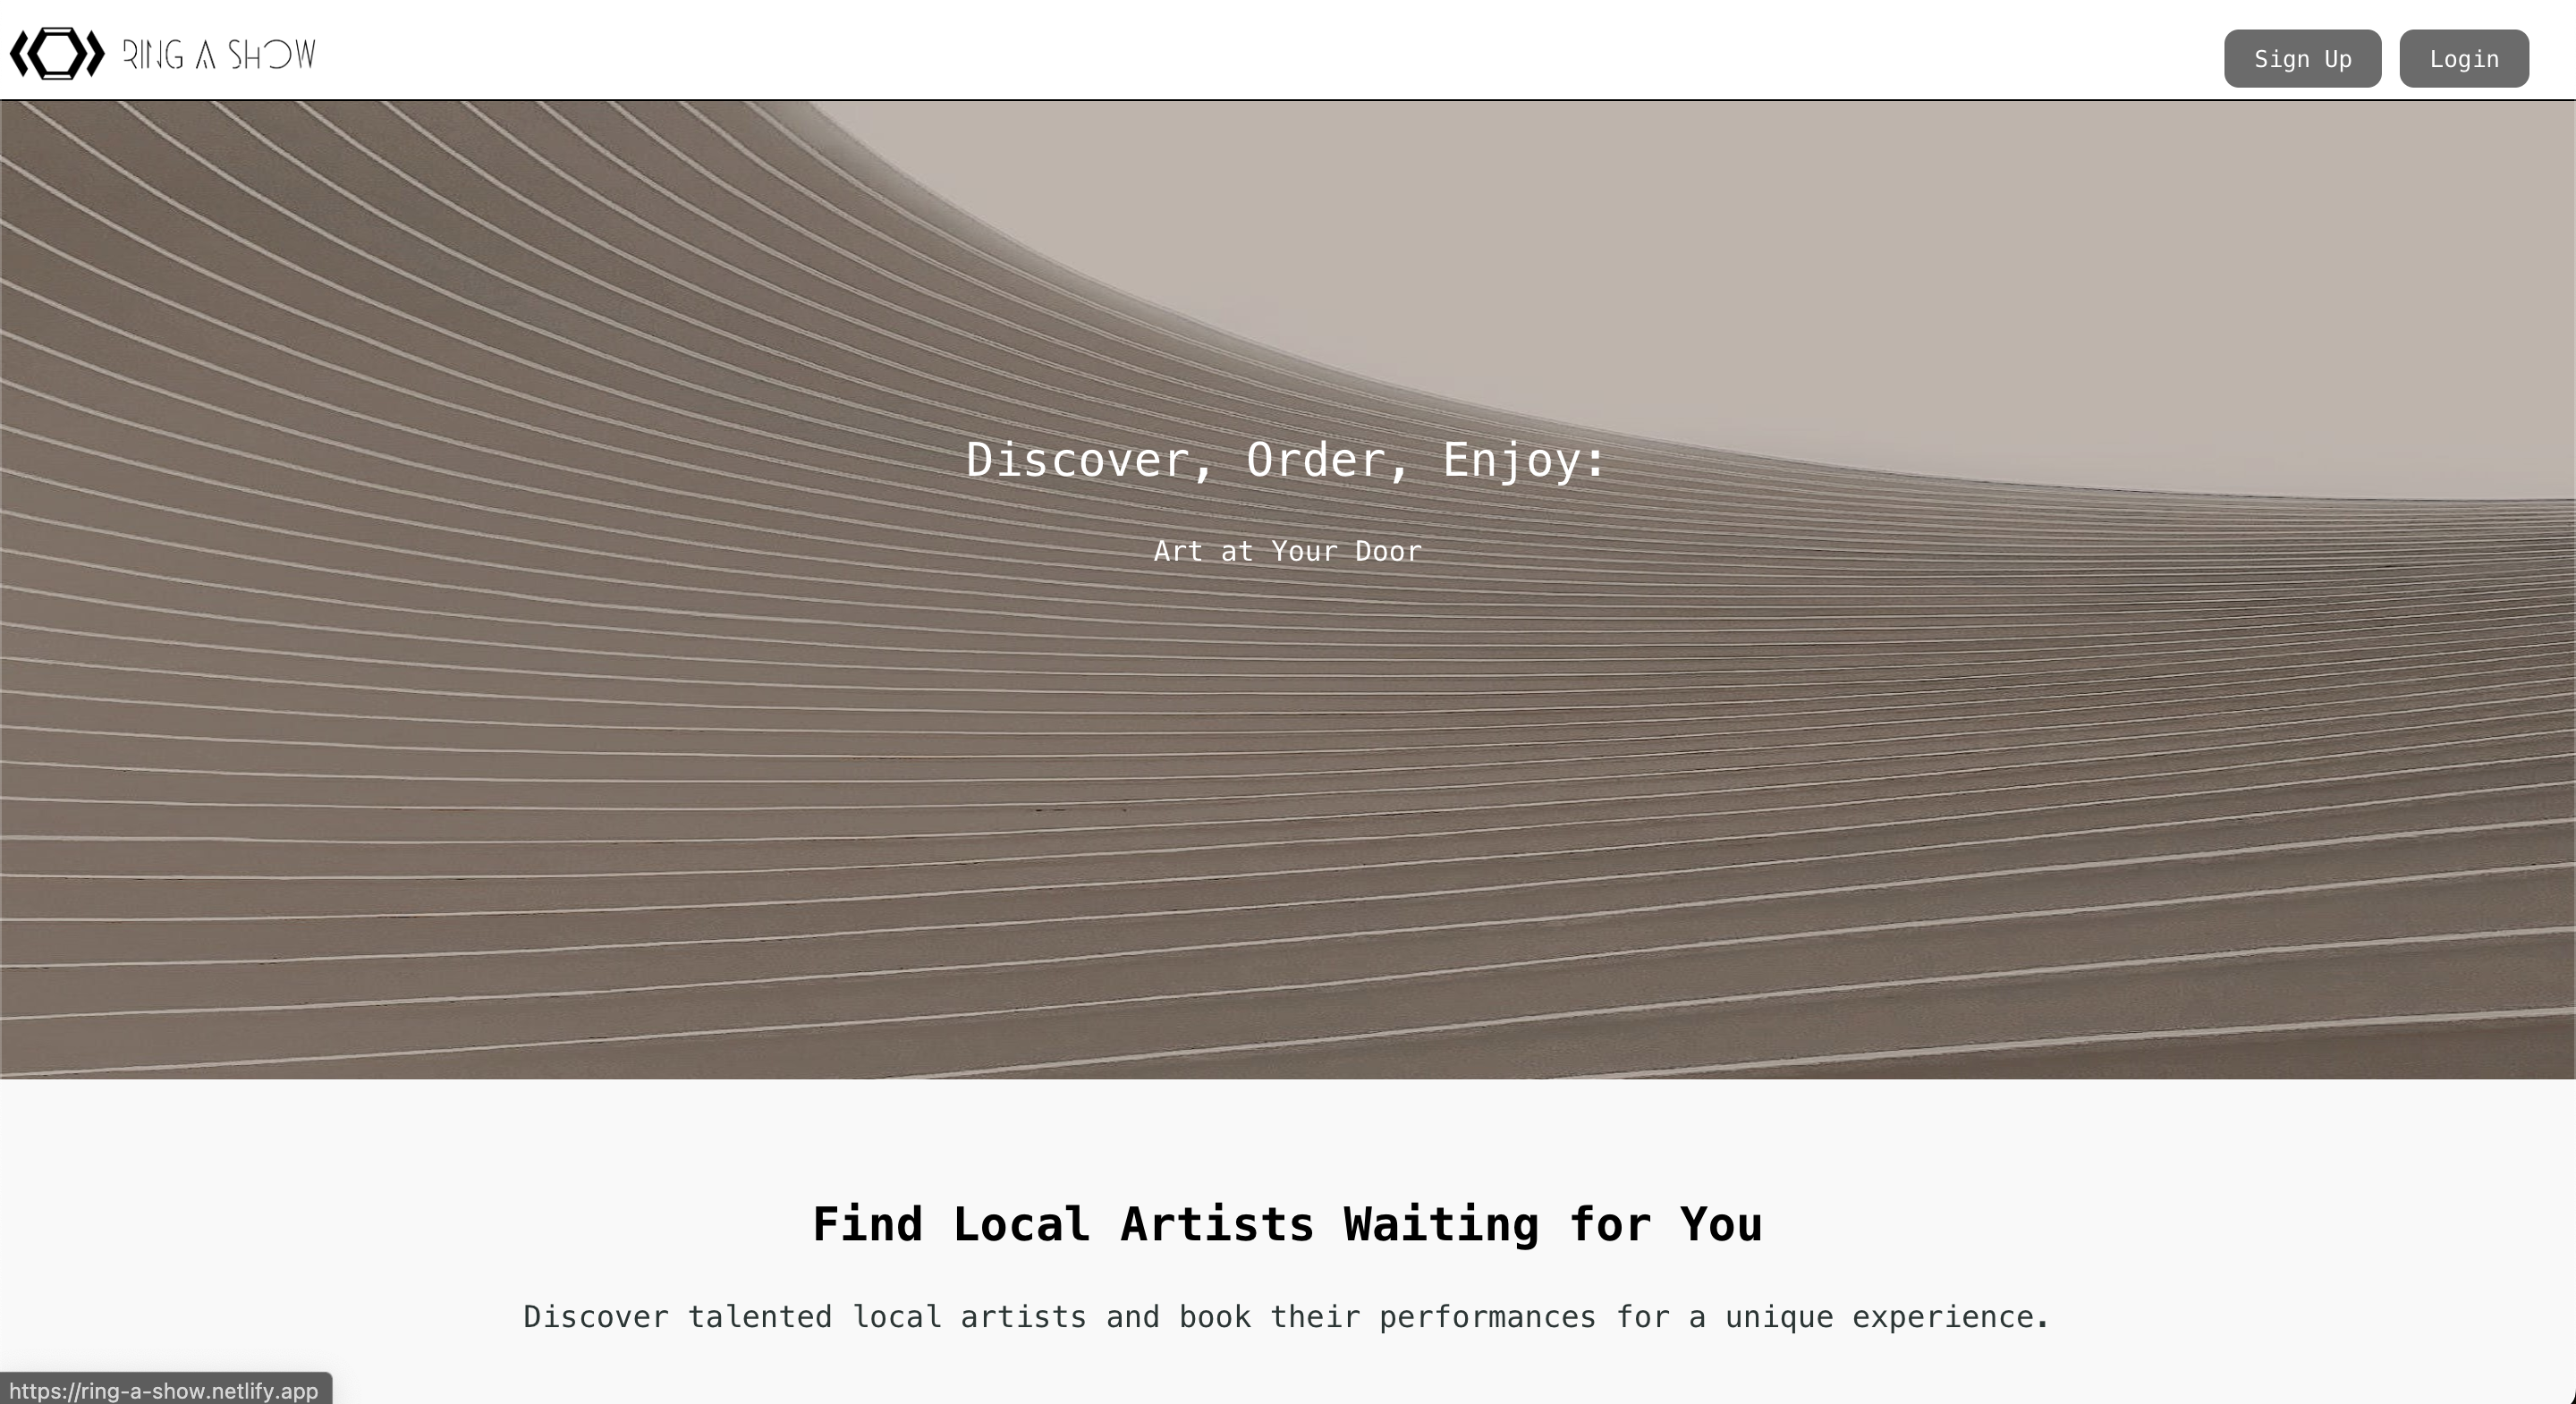 RING A SHOW
Sign Up
Login
Discover, Order, Enjoy:
Art at Your Door
Find Local Artists Waiting for You
Discover talented local artists and book their performances for a unique experience.
https://ring-a-show.netlify.app